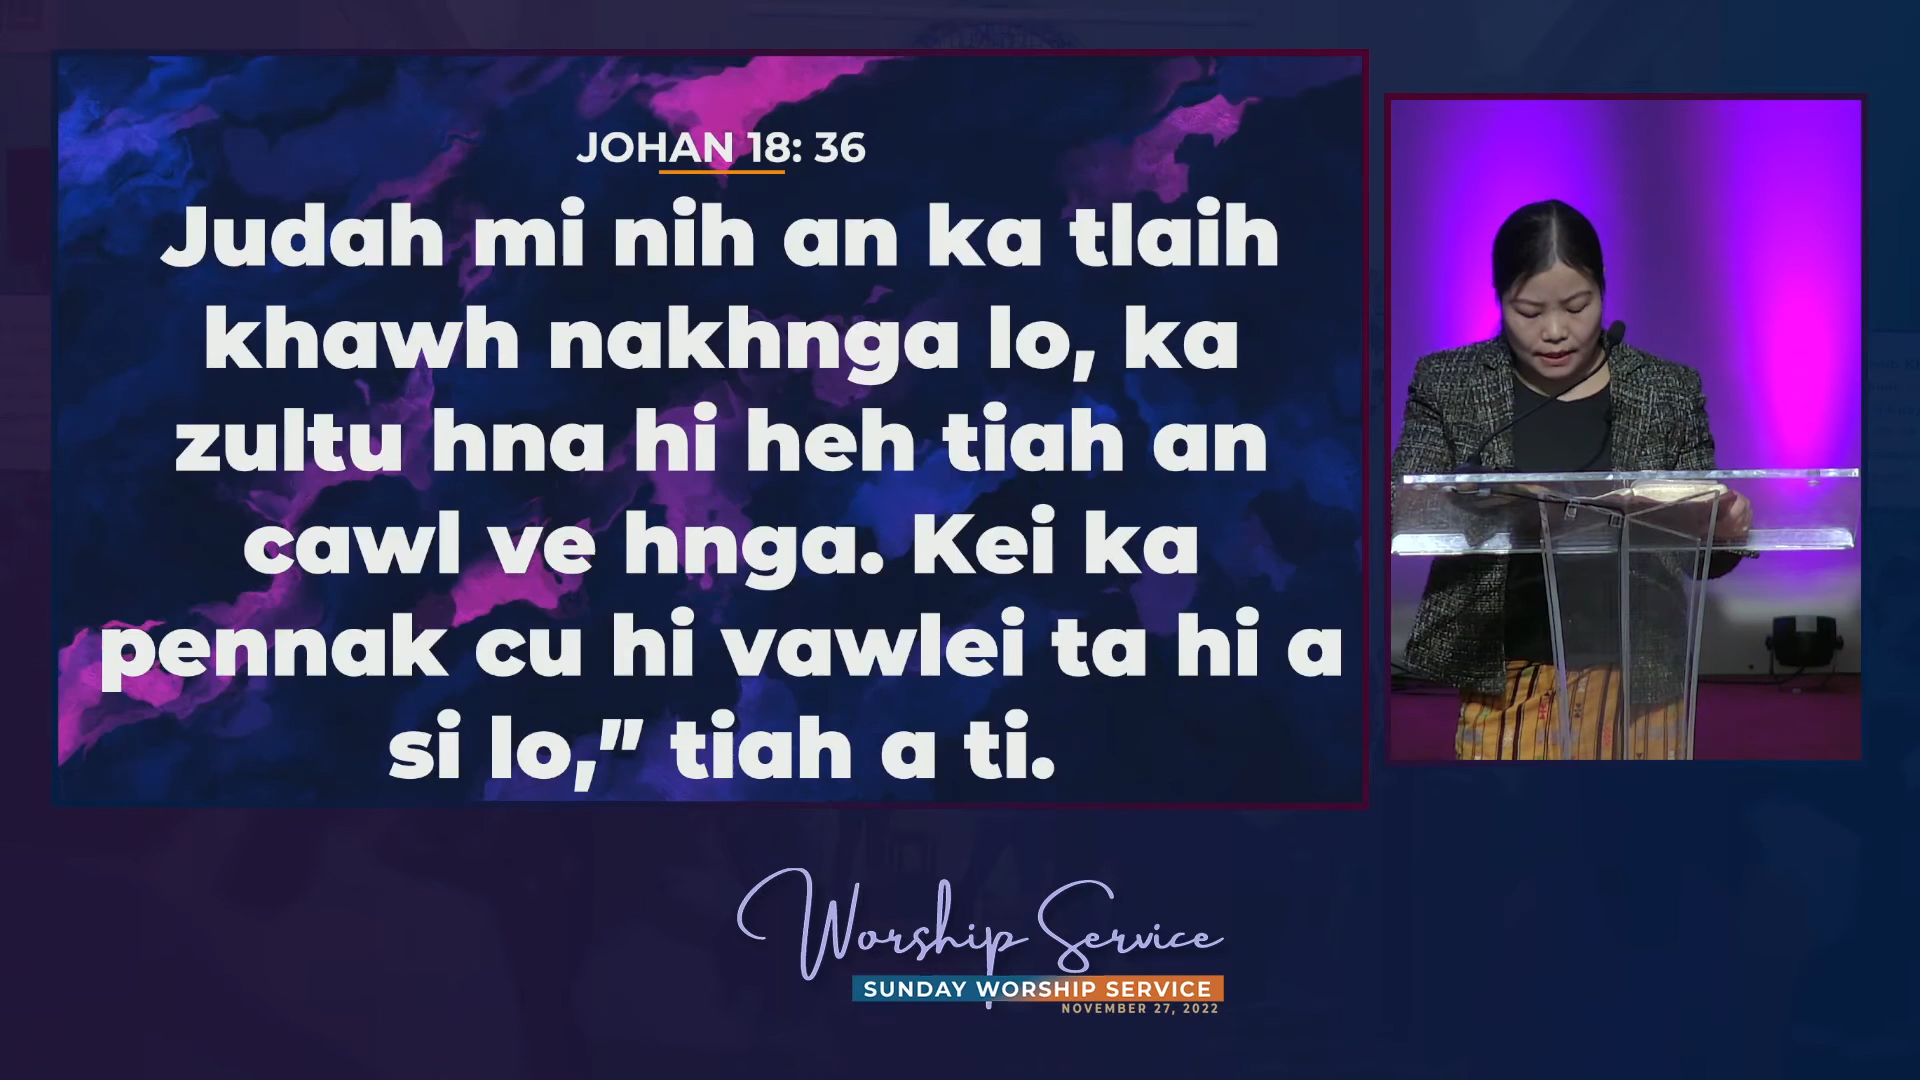 JOHAN 18: 36
Judah mi nih an ka tlaih
khawh nakhnga lo, ka
zultu hna hi heh tiah an
cawl ve hnga. Kei ka
pennak cu hi vawlei ta hi a
si lo,” tiah a ti.
Worship Service
SUNDAY WORSHIP SERVICE
NOVEMBER 27, 2022